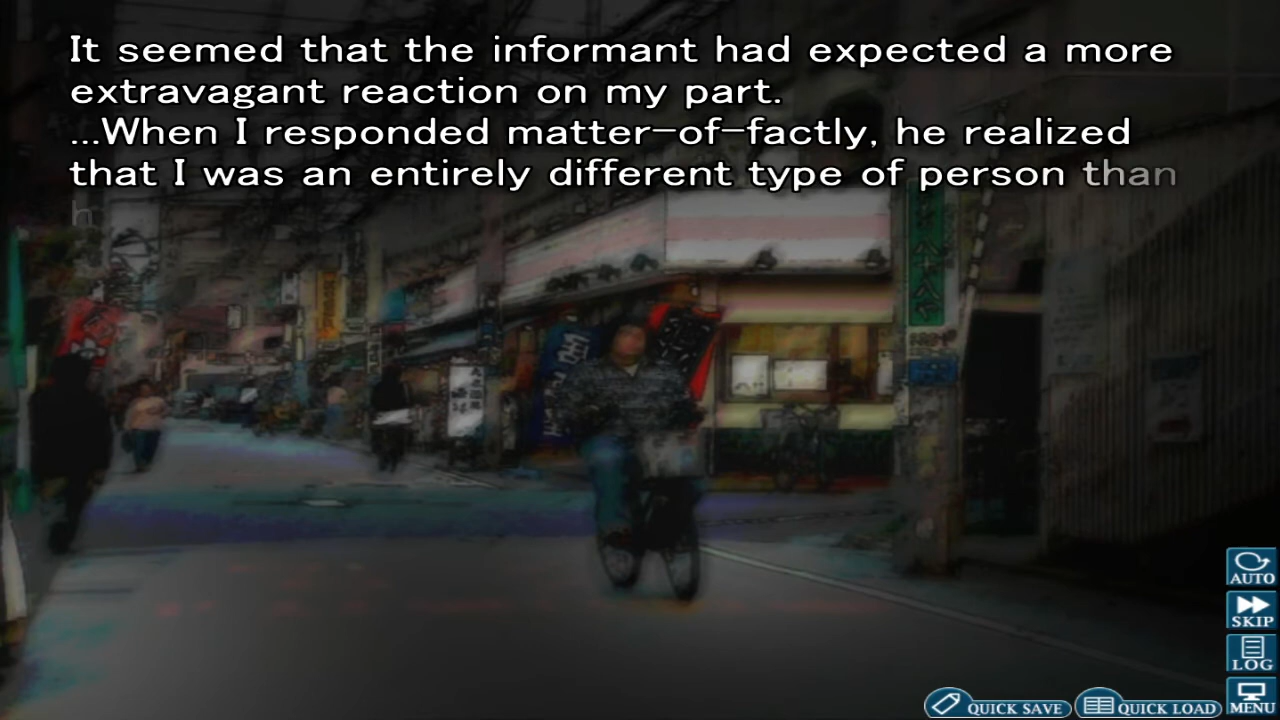 It seemed that the informant had expected a more
extravagant reaction on my part.
...When I responded matter-of-factly, he realized
that I was an entirely different type of person than
h
AUTO
SKIP
LOG
MENU
QUICK SAVE
QUICK LOAD